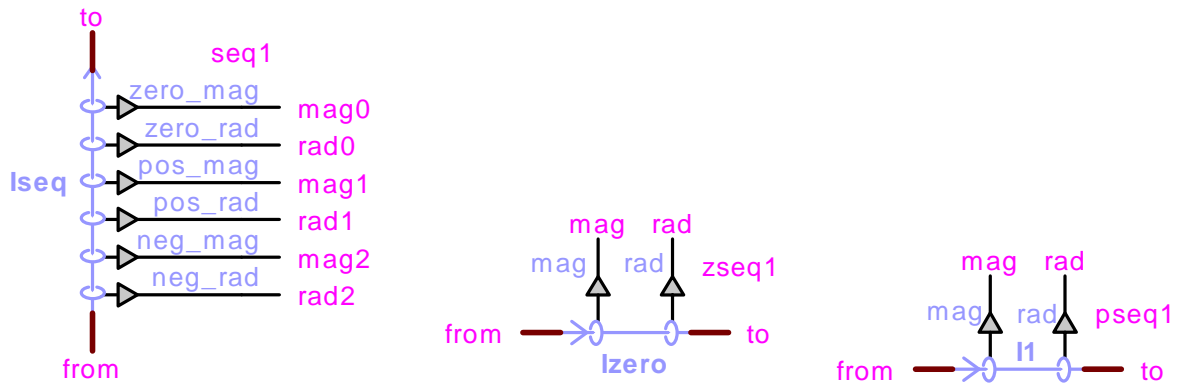 to
seq1
zero_mag
mag0
zero_rad
rad0
pos_mag
Iseq
mag1
pos_rad
rad1
neg_mag
mag2
neg_rad
rad2
from
mag rad
mag rad zseq1
from to
Izero
mag rad
mag rad pseq1
I1
from to